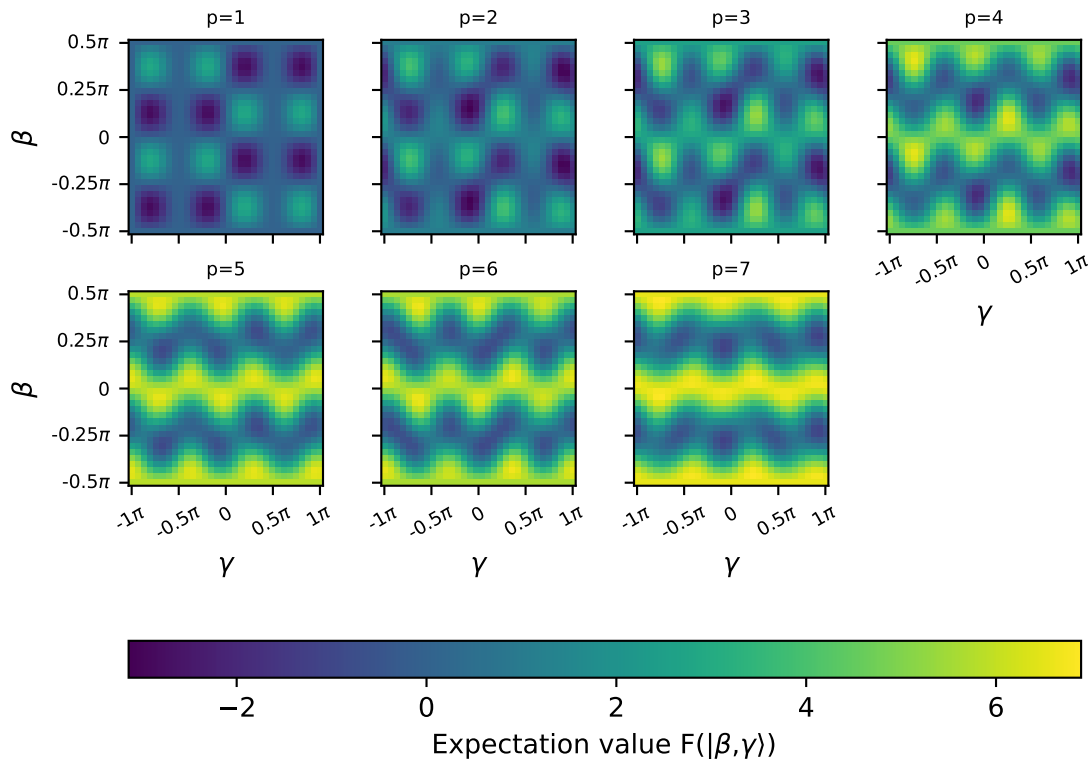 p=1 p=2 p=3 p=4
0.5π
0.25π
0
-0.25π
-0.5π
β
-1π -0.5π 0 0.5π 1π
γ
p=5 p=6 p=7
0.5π
0.25π
0
-0.25π
-0.5π
β
-1π -0.5π 0 0.5π 1π -1π -0.5π 0 0.5π 1π -1π -0.5π 0 0.5π 1π
γ γ γ
−2 0 2 4 6
Expectation value F(|β,γ⟩)